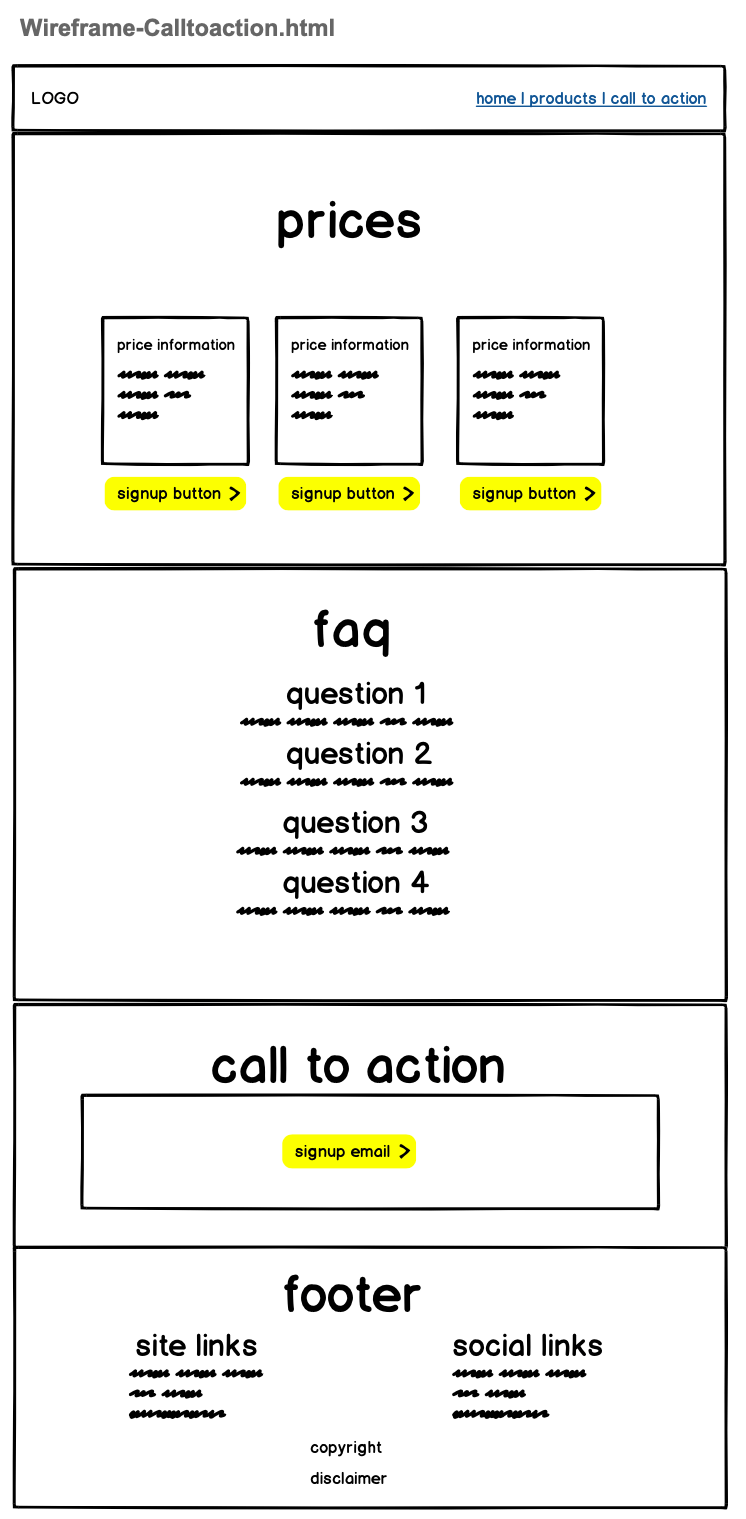 Wireframe-Calltoaction.html
LOGO
home | products | call to action
prices
price information
price information
price information
signup button >
signup button >
signup button >
faq
question 1
question 2
question 3
question 4
call to action
signup email >
footer
site links
social links
copyright
disclaimer